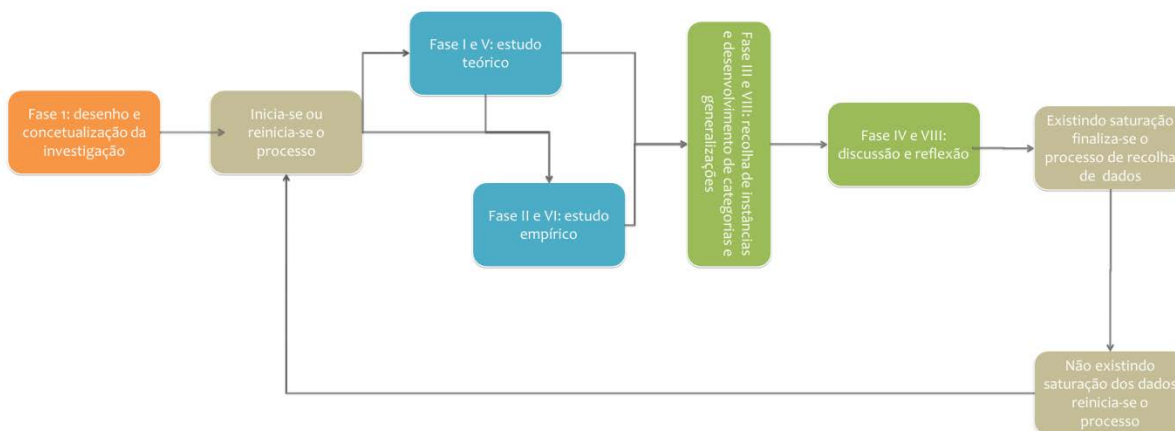 Fase 1: desenho e
concetualização da
investigação
Inicia-se ou
reinicia-se o
processo
Fase I e V: estudo
teórico
Fase II e VI: estudo
empírico
Fase III e VIII: recolha de instâncias
e desenvolvimento de categorias e
generalizações
Fase IV e VIII:
discussão e reflexão
Existindo saturação
finaliza-se o
processo de recolha
de dados
Não existindo
saturação dos dados
reinicia-se o
processo